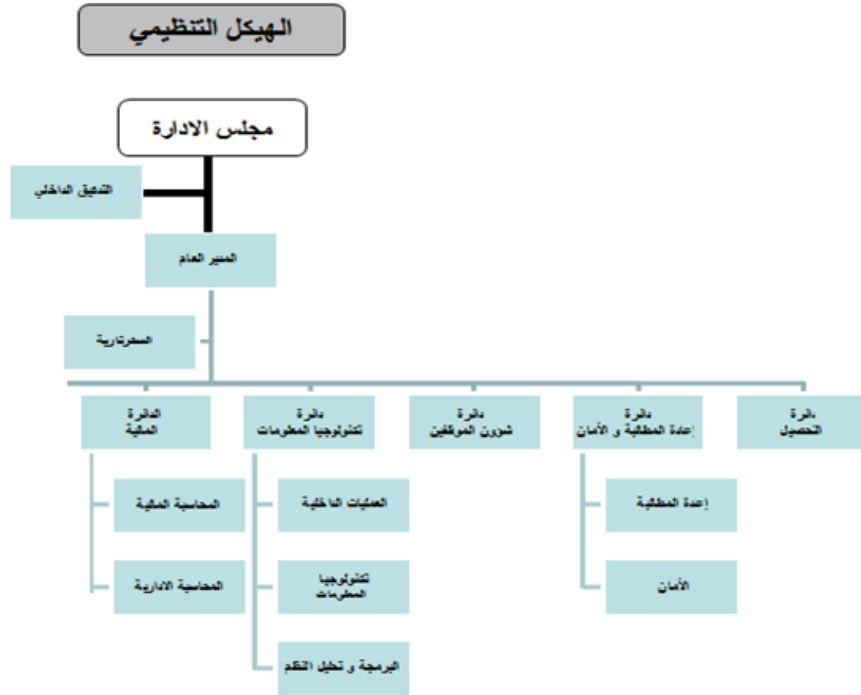 الهيكل التنظيمي
مجلس الادارة
التدقيق الداخلي
المدير العام
السكرتارية
دائرة
التحصيل
دائرة
إعادة المطالبة و الأمان
دائرة
شؤون الموظفين
دائرة
تكنولوجيا المعلومات
الدائرة
المالية
إعدة المطالبة
العمليات الداخلية
المحاسبة المالية
الأمان
تكنولوجيا
المعلومات
المحاسبة الادارية
البرمجة و تحليل النظم